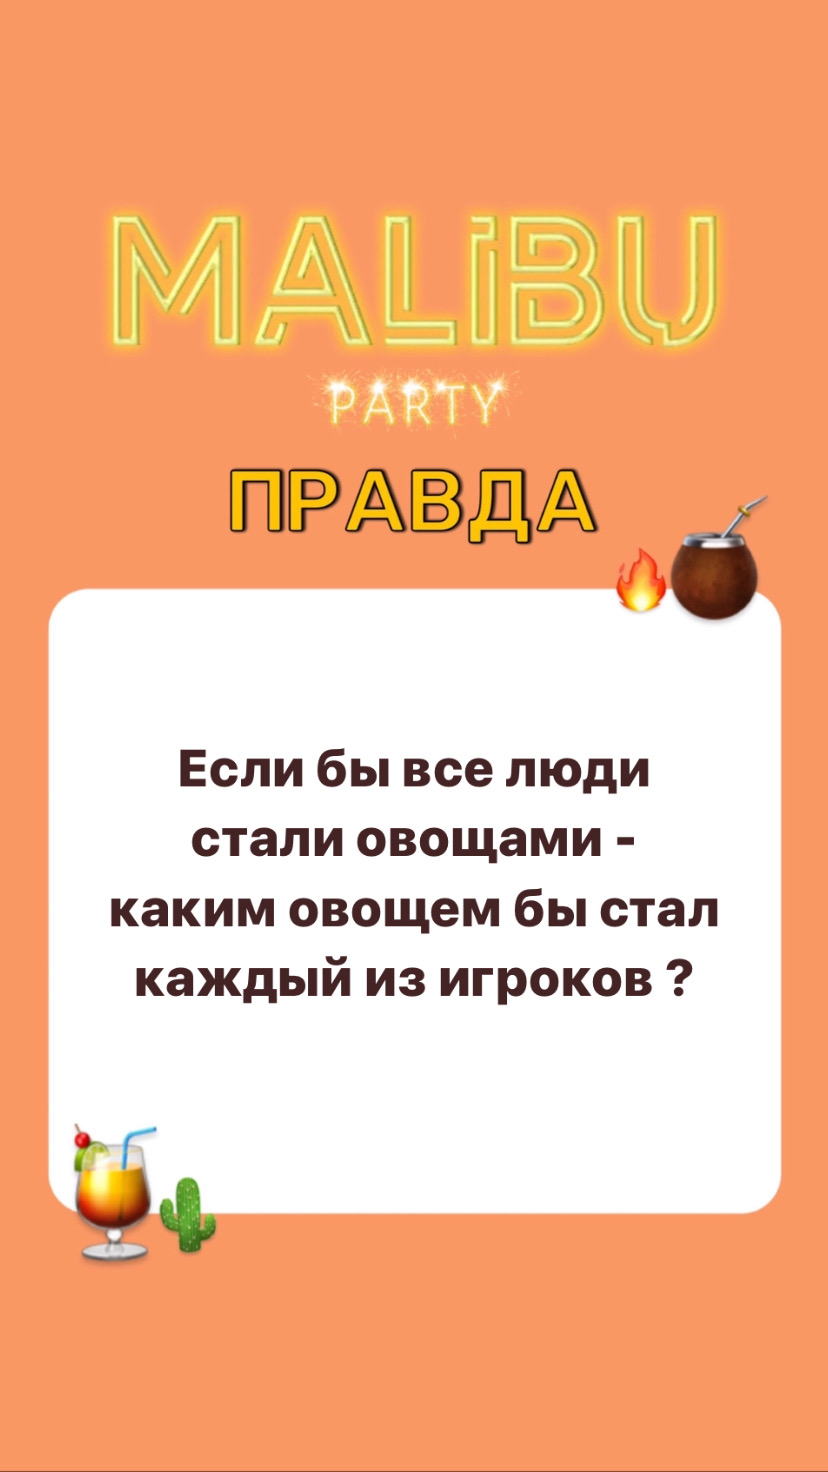 MALiBU
PARTY
ПРАВДА
Если бы все люди
стали овощами -
каким овощем бы стал
каждый из игроков ?